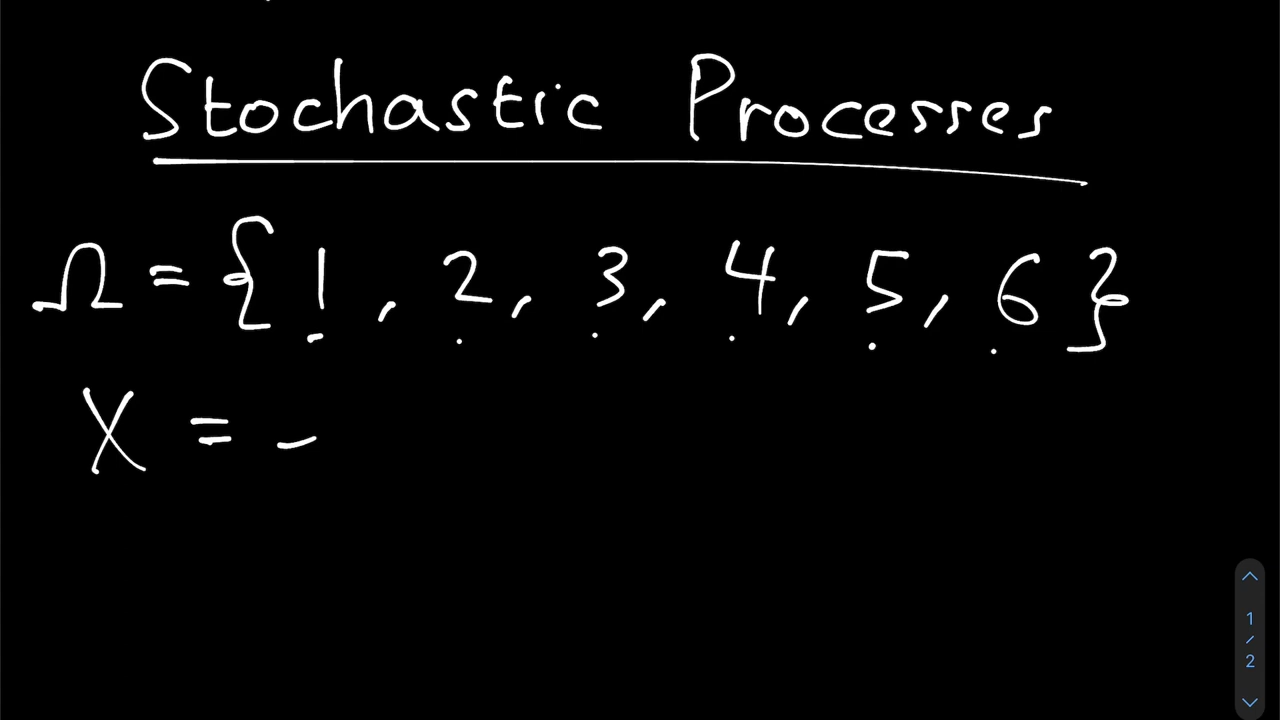 Stochastic Processes
Ω = {1, 2, 3, 4, 5, 6}
X = -
1
/
2